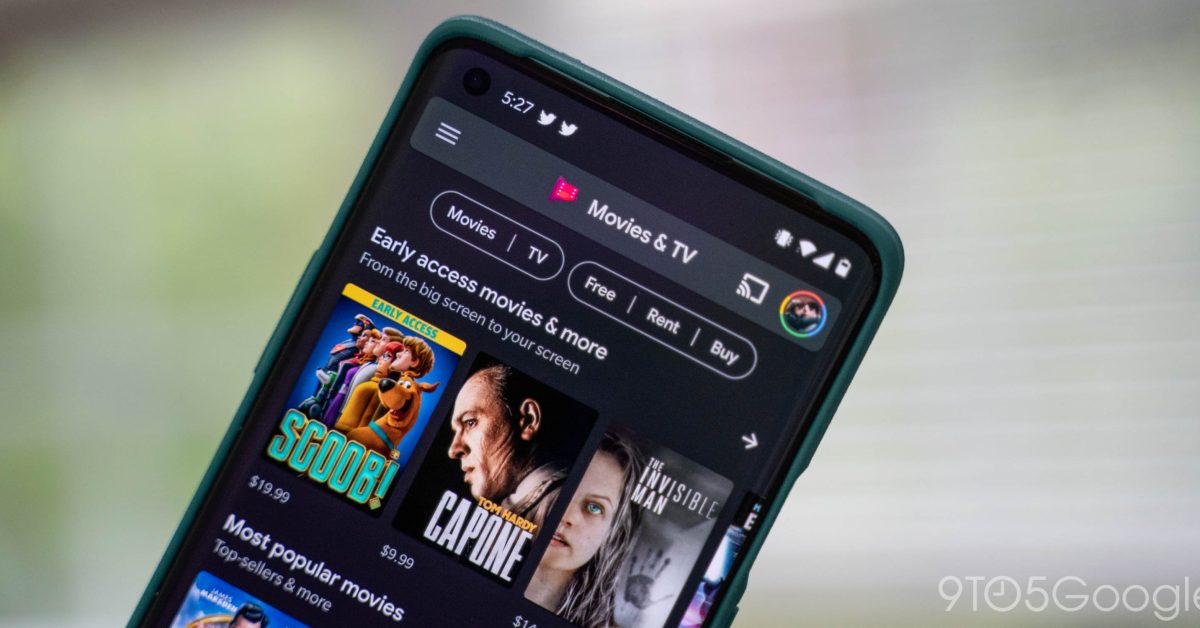 5:27
Movies & TV
Movies | TV
Free | Rent | Buy
Early access movies & more
From the big screen to your screen
EARLY ACCESS
SCOOB!
$19.99
TOM HARDY
CAPONE
$9.99
THE
INVISIBLE
MAN
$14
Most popular movies
Top-sellers & more
JAMES
MARSDEN
9TO5Google